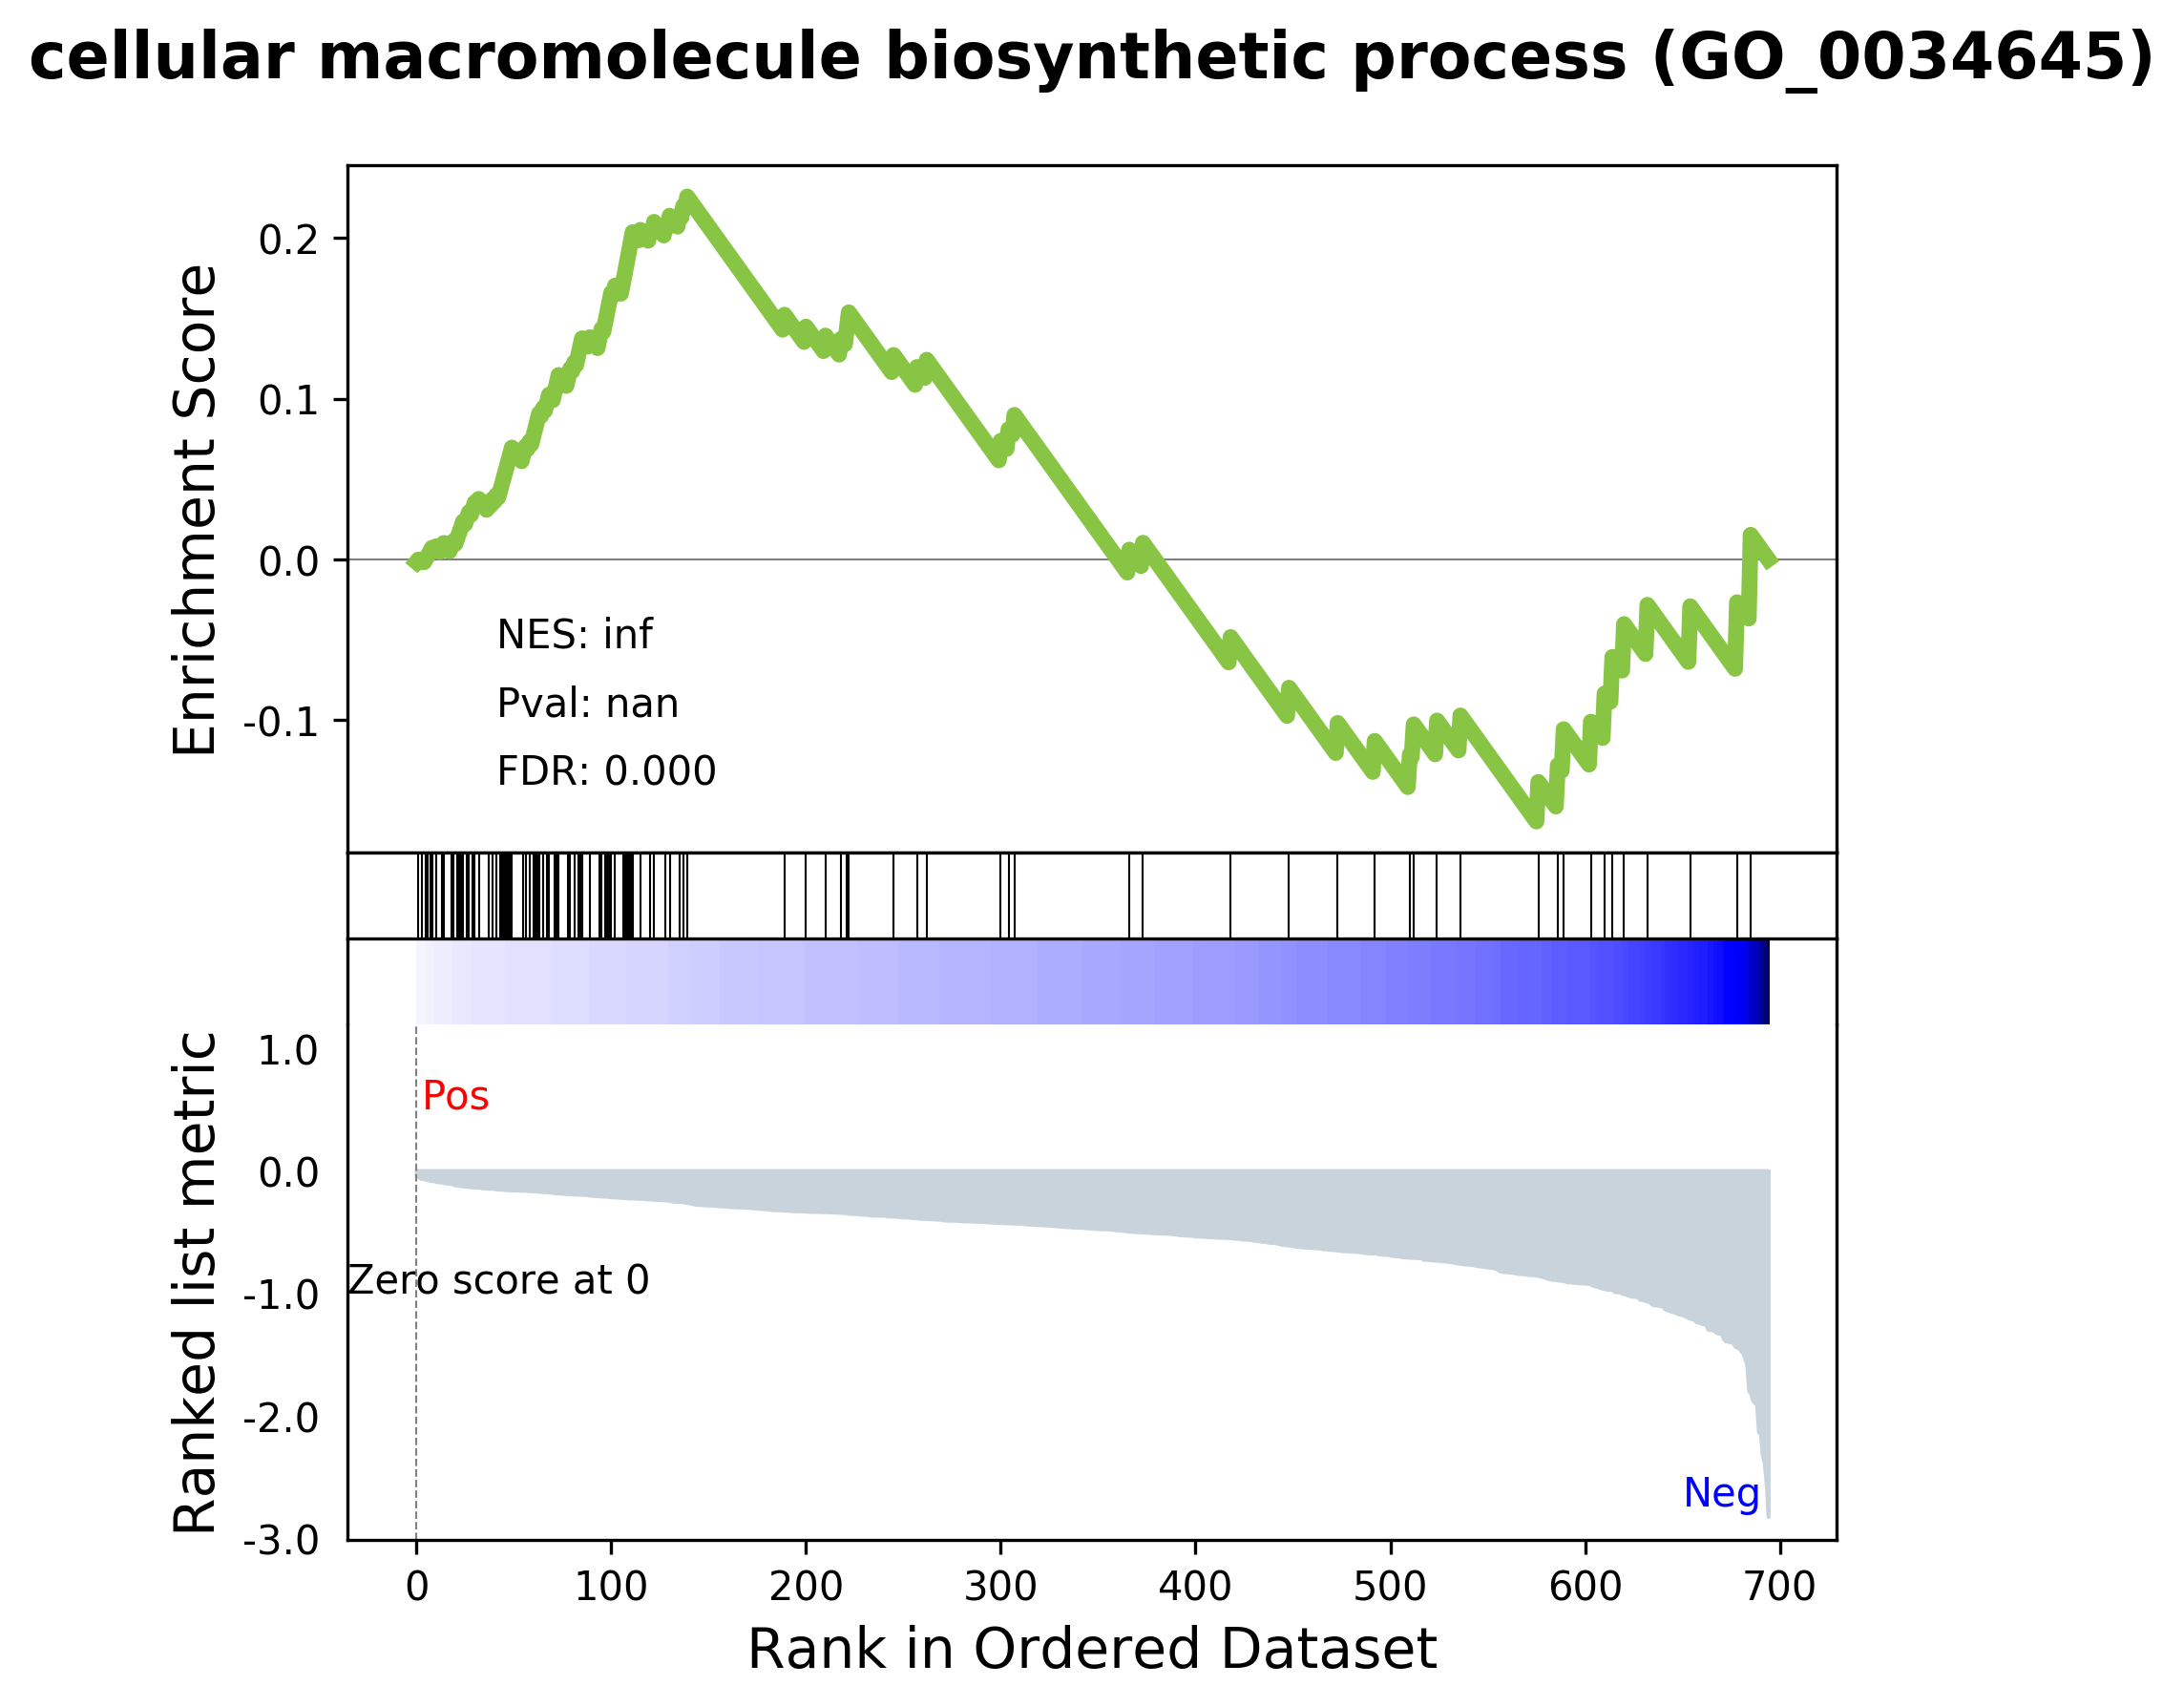 cellular macromolecule biosynthetic process (GO_0034645)
Enrichment Score
0.2
0.1
0.0
-0.1
NES: inf
Pval: nan
FDR: 0.000
Ranked list metric
1.0
0.0
-1.0
-2.0
-3.0
Pos
Zero score at 0
Neg
0 100 200 300 400 500 600 700
Rank in Ordered Dataset